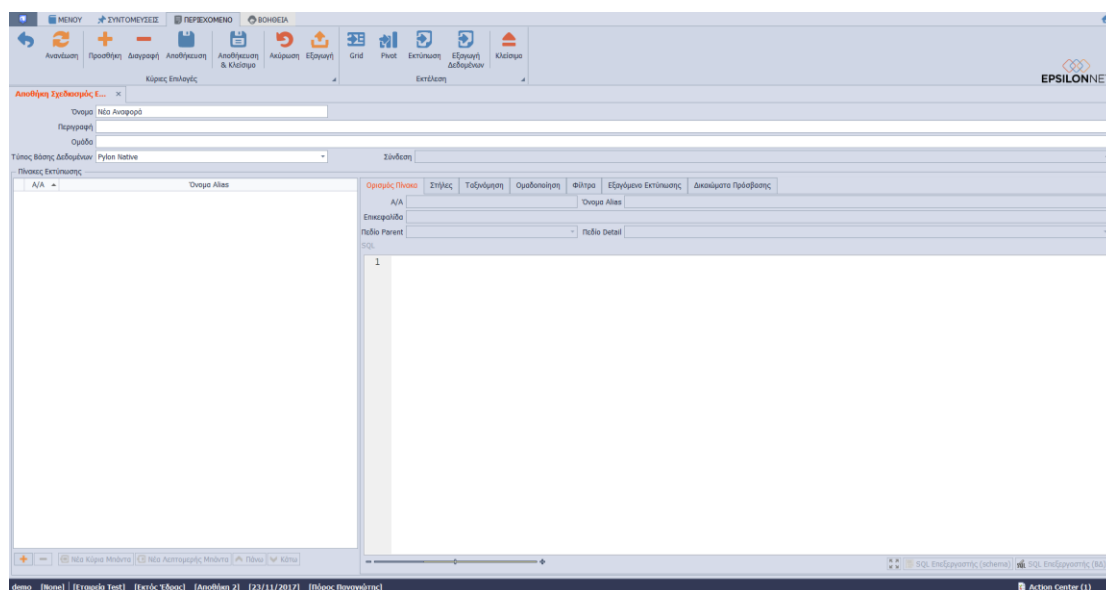 ΜΕΝΟΥ ΣΥΝΤΟΜΕΥΣΕΙΣ ΠΕΡΙΕΧΟΜΕΝΟ ΒΟΗΘΕΙΑ
Ανανέωση Προσθήκη Διαγραφή Αποθήκευση Αποθήκευση & Κλείσιμο Ακύρωση Εξαγωγή Grid Pivot Εκτύπωση Εξαγωγή Δεδομένων Κλείσιμο
Κύριες Επιλογές Εκτέλεση
EPSILONNE
Αποθήκη Σχεδιασμός Ε... ×
Όνομα Νέα Αναφορά
Περιγραφή
Ομάδα
Τύπος Βάσης Δεδομένων Pylon Native Σύνδεση
Πίνακες Εκτύπωσης
Α/Α Όνομα Alias
Ορισμός Πίνακα Στήλες Ταξινόμηση Ομαδοποίηση Φίλτρα Εξαγόμενο Εκτύπωσης Δικαιώματα Πρόσβασης
Α/Α Όνομα Alias
Επικεφαλίδα
Πεδίο Parent Πεδίο Detail
SQL
1
Νέα Κύρια Μπάντα Νέα Λεπτομερής Μπάντα Πάνω Κάτω
SQL Επεξεργαστής (schema) SQL Επεξεργαστής (ΒΔ)
demo [None] [Εταιρεία Test] [Εκτός Έδρας] [Αποθήκη 2] [23/11/2017] [Πόρος Παναγιώτης] Action Center (1)